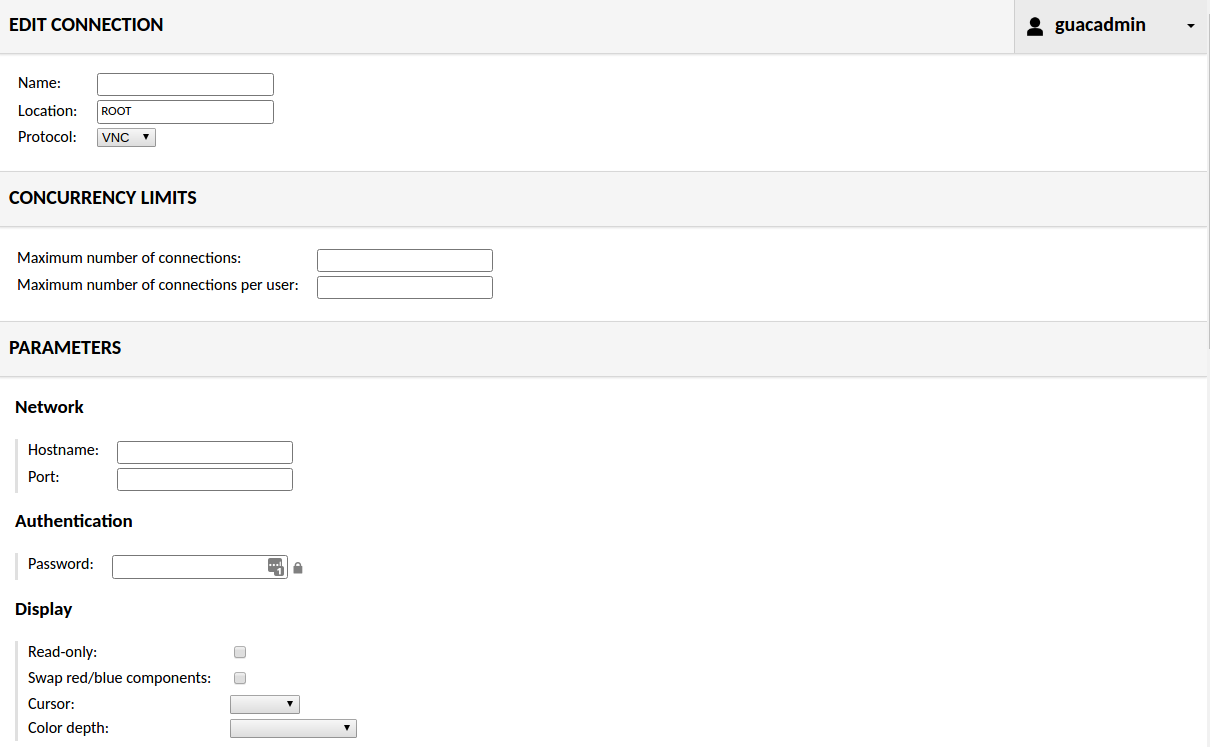 EDIT CONNECTION
guacadmin
Name:
Location: ROOT
Protocol: VNC
CONCURRENCY LIMITS
Maximum number of connections:
Maximum number of connections per user:
PARAMETERS
Network
Hostname:
Port:
Authentication
Password: 1
Display
Read-only:
Swap red/blue components:
Cursor:
Color depth: